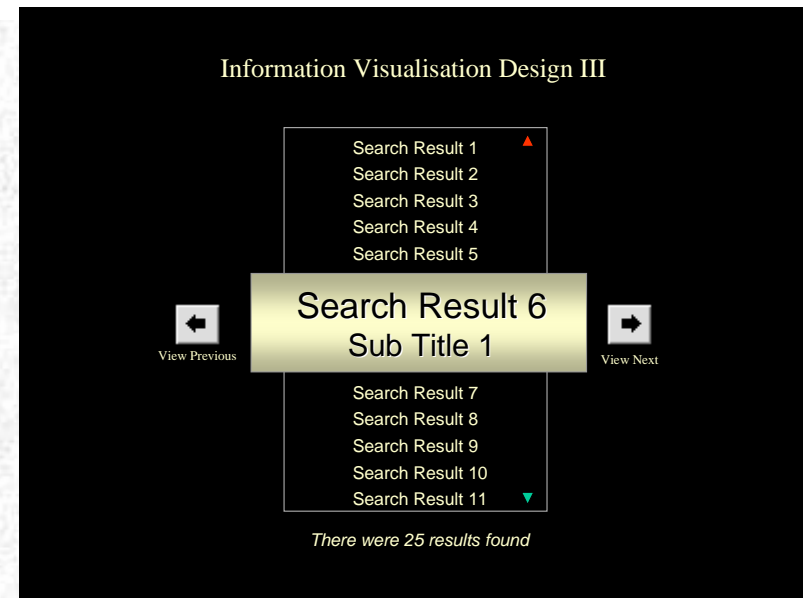 Information Visualisation Design III
Search Result 1
Search Result 2
Search Result 3
Search Result 4
Search Result 5
Search Result 6
Sub Title 1
View Previous
View Next
Search Result 7
Search Result 8
Search Result 9
Search Result 10
Search Result 11
There were 25 results found